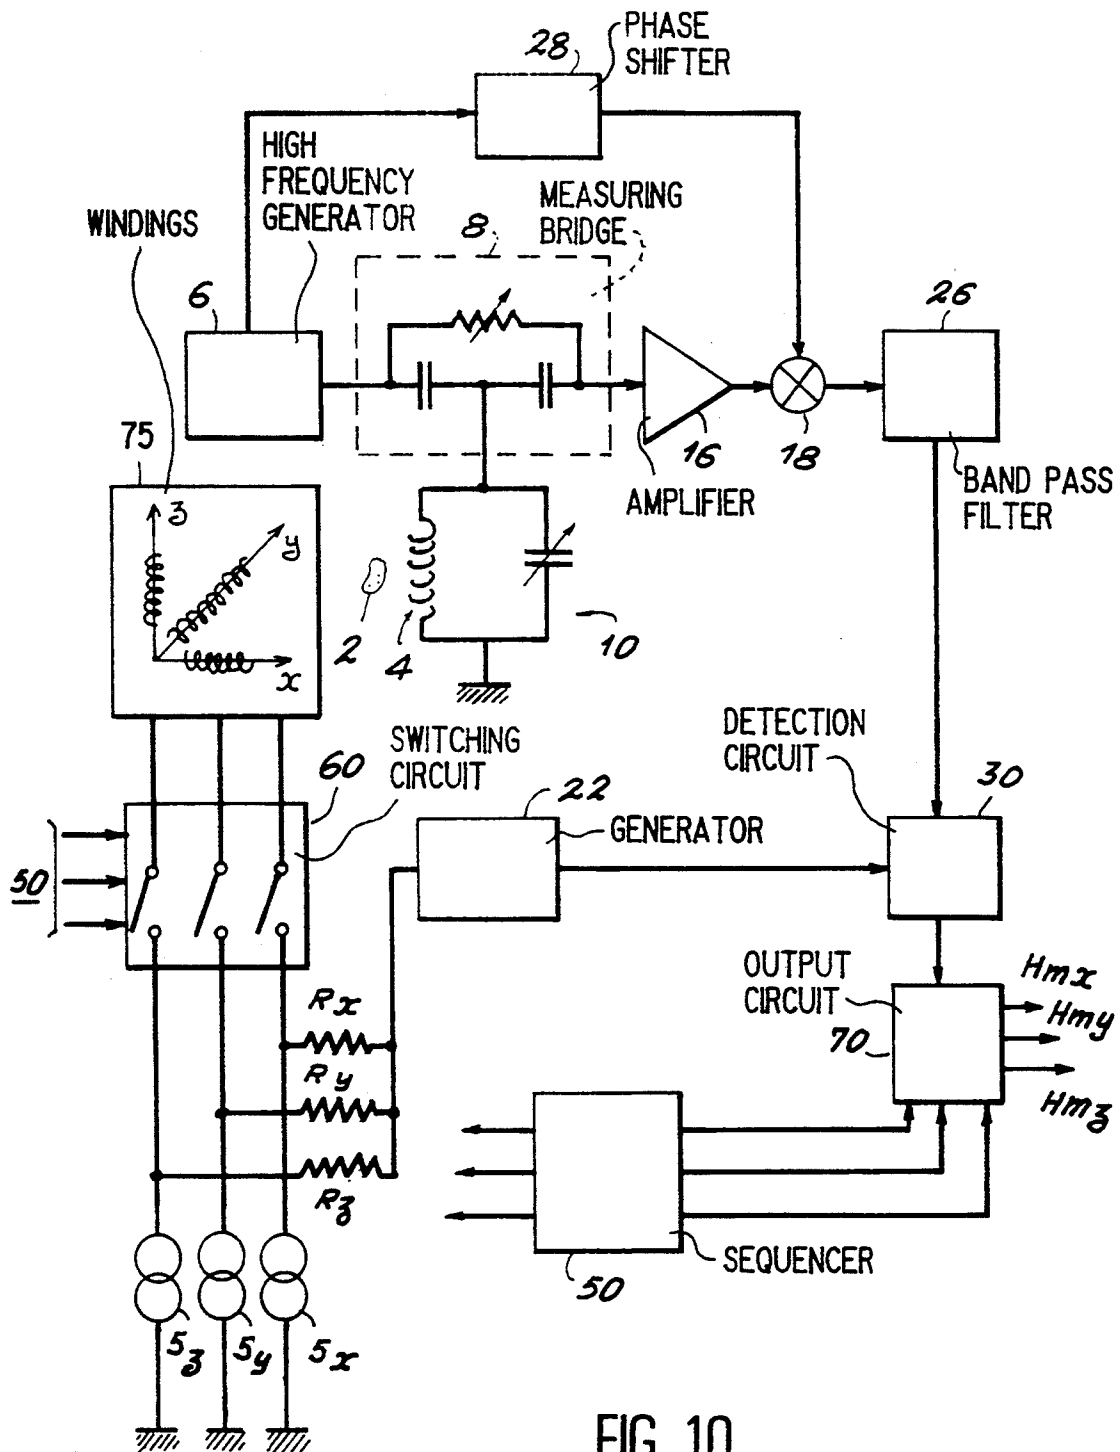 PHASE
SHIFTER
28
HIGH
FREQUENCY
GENERATOR
MEASURING
BRIDGE
8
WINDINGS
6
26
75
16
18
AMPLIFIER
BAND PASS
FILTER
z
y
x
2
4
10
SWITCHING
CIRCUIT
60
DETECTION
CIRCUIT
30
22
GENERATOR
50
OUTPUT
CIRCUIT
70
Hmx
Hmy
Hmz
Rx
Ry
Rz
SEQUENCER
50
5z
5y
5x
FIG. 10